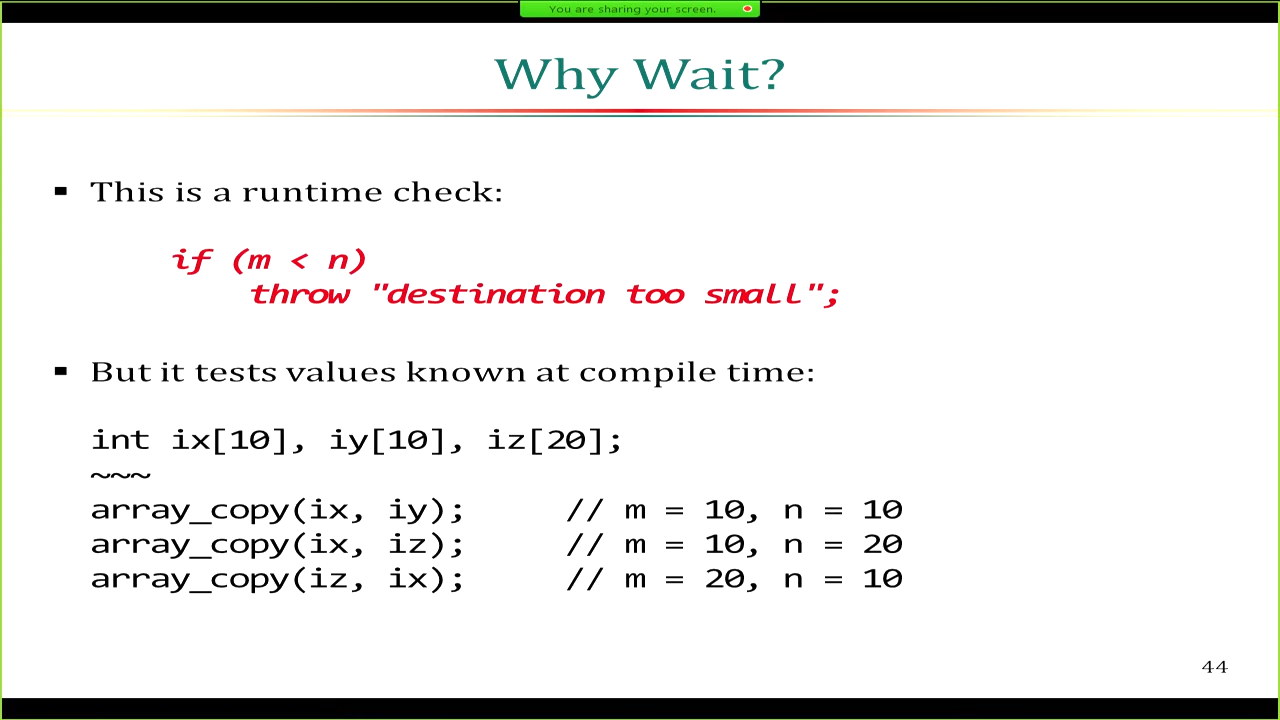 You are sharing your screen.
Why Wait?
▪ This is a runtime check:
if (m < n)
throw "destination too small";
▪ But it tests values known at compile time:
int ix[10], iy[10], iz[20];
~~~
array_copy(ix, iy); // m = 10, n = 10
array_copy(ix, iz); // m = 10, n = 20
array_copy(iz, ix); // m = 20, n = 10
44